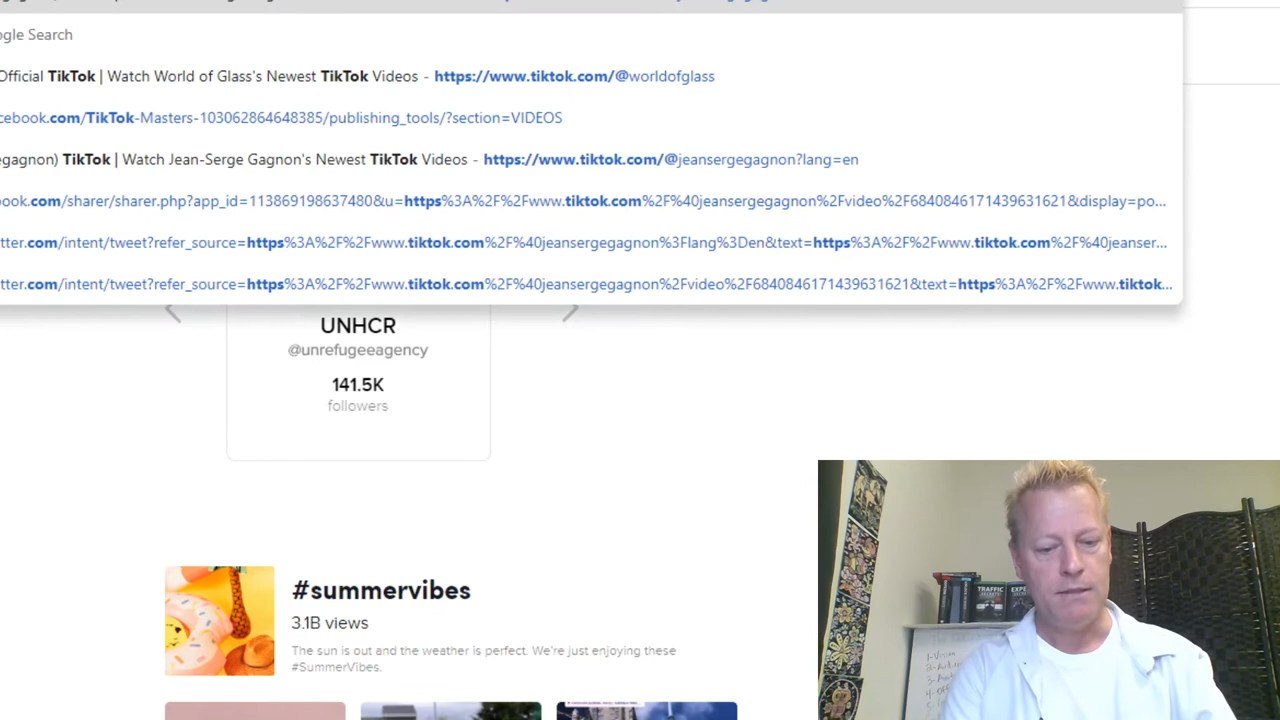 ogle Search
Official TikTok | Watch World of Glass's Newest TikTok Videos - https://www.tiktok.com/@worldofglass
cebook.com/TikTok-Masters-103062864648385/publishing_tools/?section=VIDEOS
egagnon) TikTok | Watch Jean-Serge Gagnon's Newest TikTok Videos - https://www.tiktok.com/@jeansergegagnon?lang=en
ook.com/sharer/sharer.php?app_id=113869198637480&u=https%3A%2F%2Fwww.tiktok.com%2F%40jeansergegagnon%2Fvideo%2F6840846171439631621&display=po...
tter.com/intent/tweet?refer_source=https%3A%2F%2Fwww.tiktok.com%2F%40jeansergegagnon%3Flang%3Den&text=https%3A%2F%2Fwww.tiktok.com%2F%40jeanser...
tter.com/intent/tweet?refer_source=https%3A%2F%2Fwww.tiktok.com%2F%40jeansergegagnon%2Fvideo%2F6840846171439631621&text=https%3A%2F%2Fwww.tiktok...
UNHCR
@unrefugeeagency
141.5K
followers
#summervibes
3.1B views
The sun is out and the weather is perfect. We're just enjoying these
#SummerVibes.
TRAFFIC
1-Vision